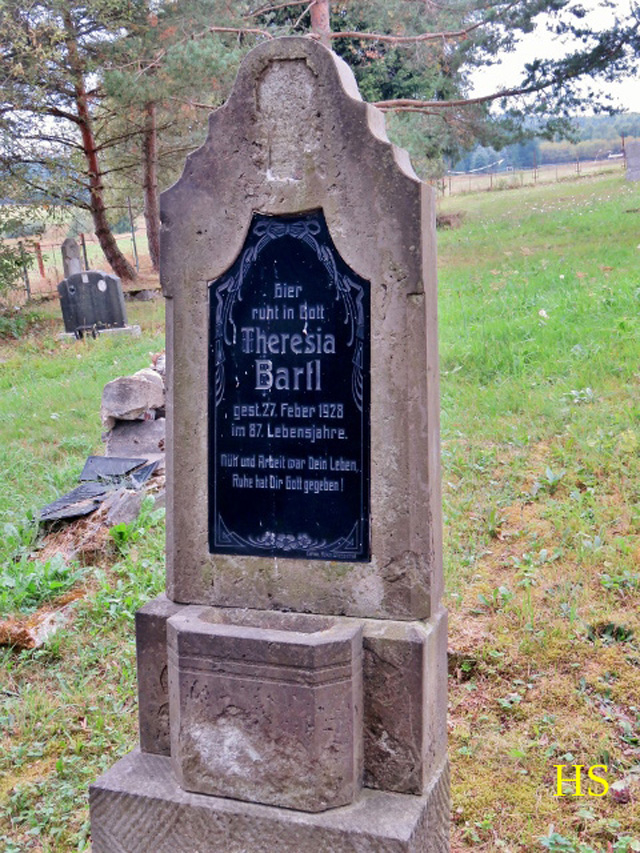 Hier
ruht in Gott
Theresia
Bartl
gest. 27. Feber 1928
im 87. Lebensjahre.
Müh und Arbeit war Dein Leben,
Ruhe hat Dir Gott gegeben!
HS